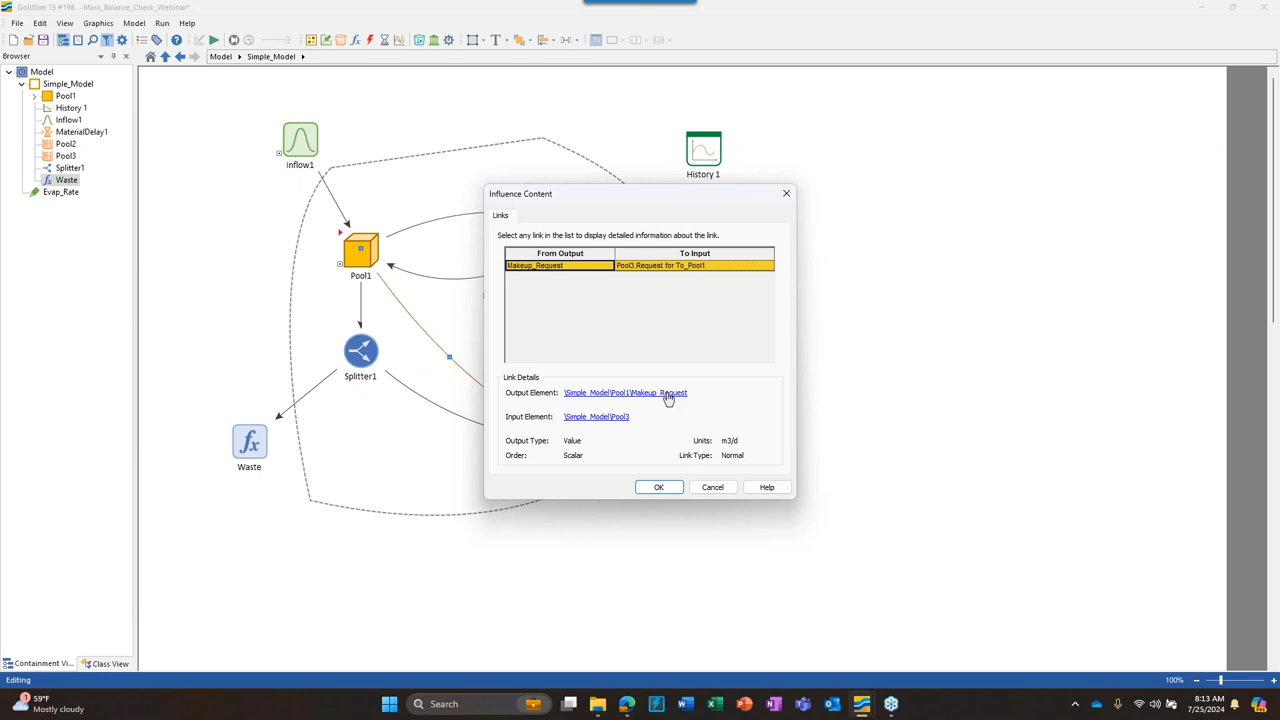 GoldSim 15 #198 - Mass_Balance_Check_Webinar*
File Edit View Graphics Model Run Help
Browser
Model Simple_Model
Model
Simple_Model
Pool1
History 1
Inflow1
MaterialDelay1
Pool2
Pool3
Splitter1
Waste
Evap_Rate
Inflow1
History 1
Pool1
Splitter1
Waste
Influence Content
Links
Select any link in the list to display detailed information about the link.
From Output To Input
Makeup_Request Pool3.Request for To_Pool1
Link Details
Output Element: \Simple_Model\Pool1\Makeup_Request
Input Element: \Simple_Model\Pool3
Output Type: Value Units: m3/d
Order: Scalar Link Type: Normal
OK Cancel Help
Containment Vi... Class View
Editing 100%
1 59°F
Mostly cloudy
Search
8:13 AM
7/25/2024